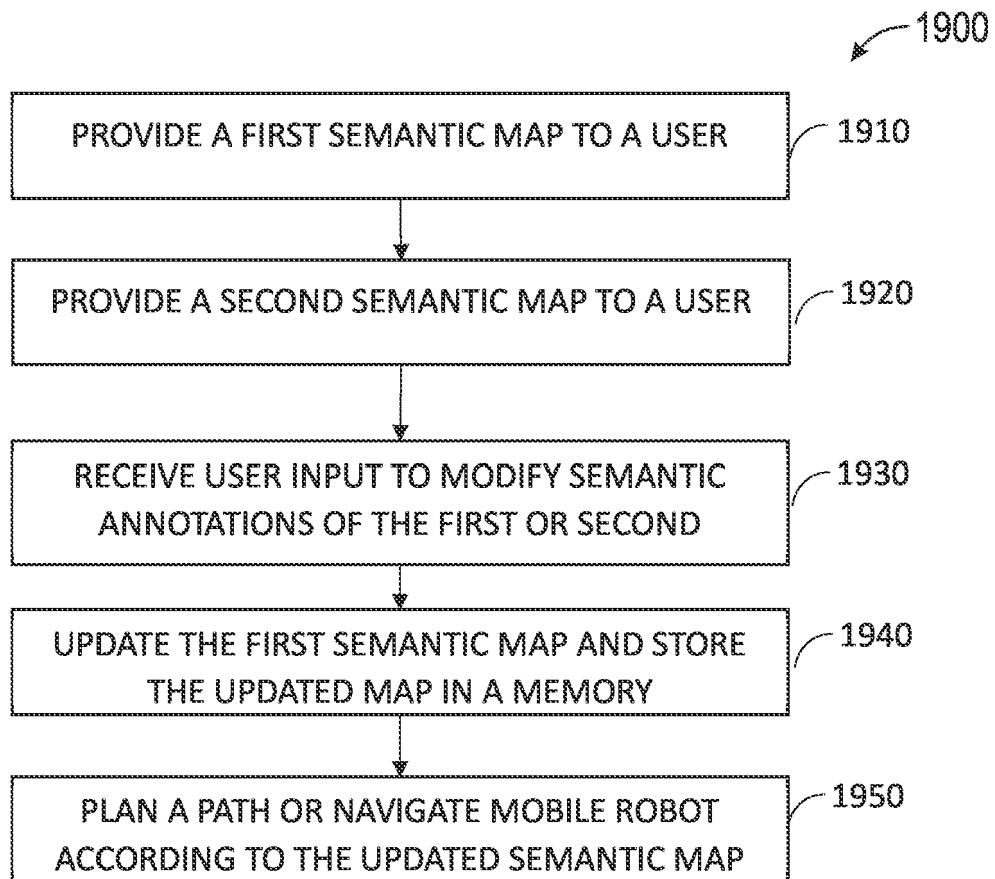 1900
PROVIDE A FIRST SEMANTIC MAP TO A USER
1910
PROVIDE A SECOND SEMANTIC MAP TO A USER
1920
RECEIVE USER INPUT TO MODIFY SEMANTIC
ANNOTATIONS OF THE FIRST OR SECOND
1930
UPDATE THE FIRST SEMANTIC MAP AND STORE
THE UPDATED MAP IN A MEMORY
1940
PLAN A PATH OR NAVIGATE MOBILE ROBOT
ACCORDING TO THE UPDATED SEMANTIC MAP
1950